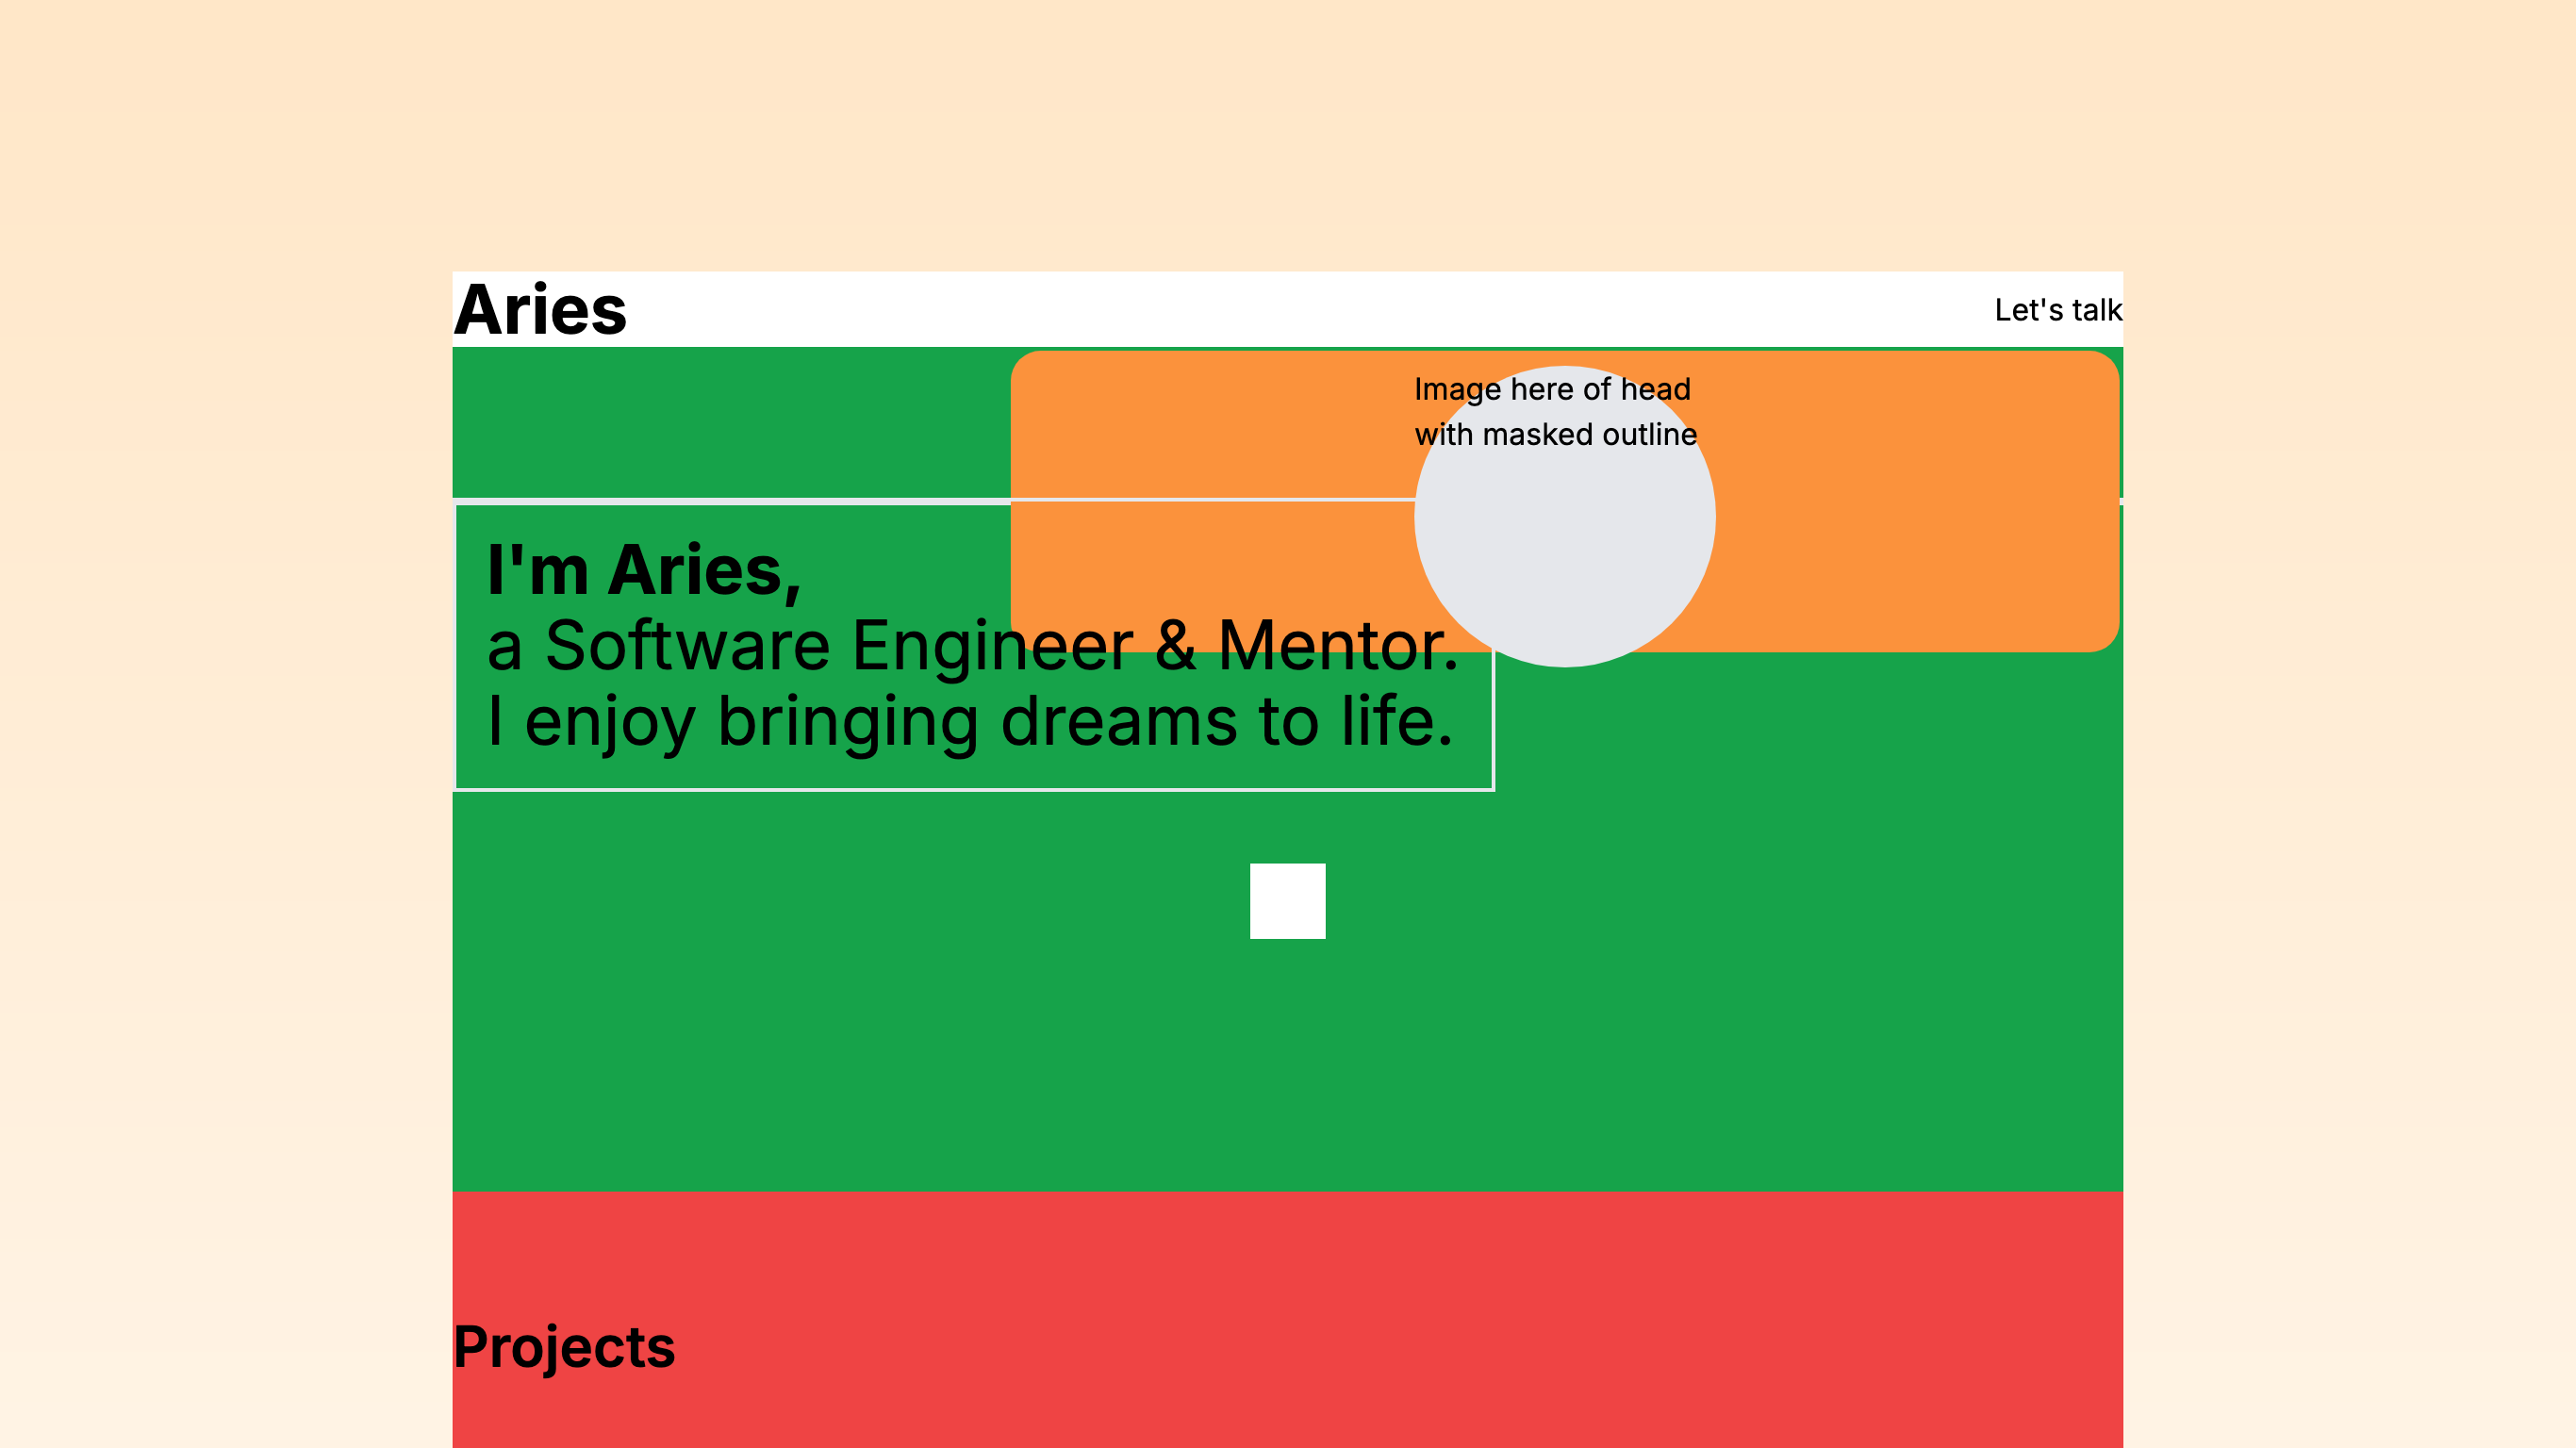 Aries
Let's talk
Image here of head
with masked outline
I'm Aries,
a Software Engineer & Mentor.
I enjoy bringing dreams to life.
Projects